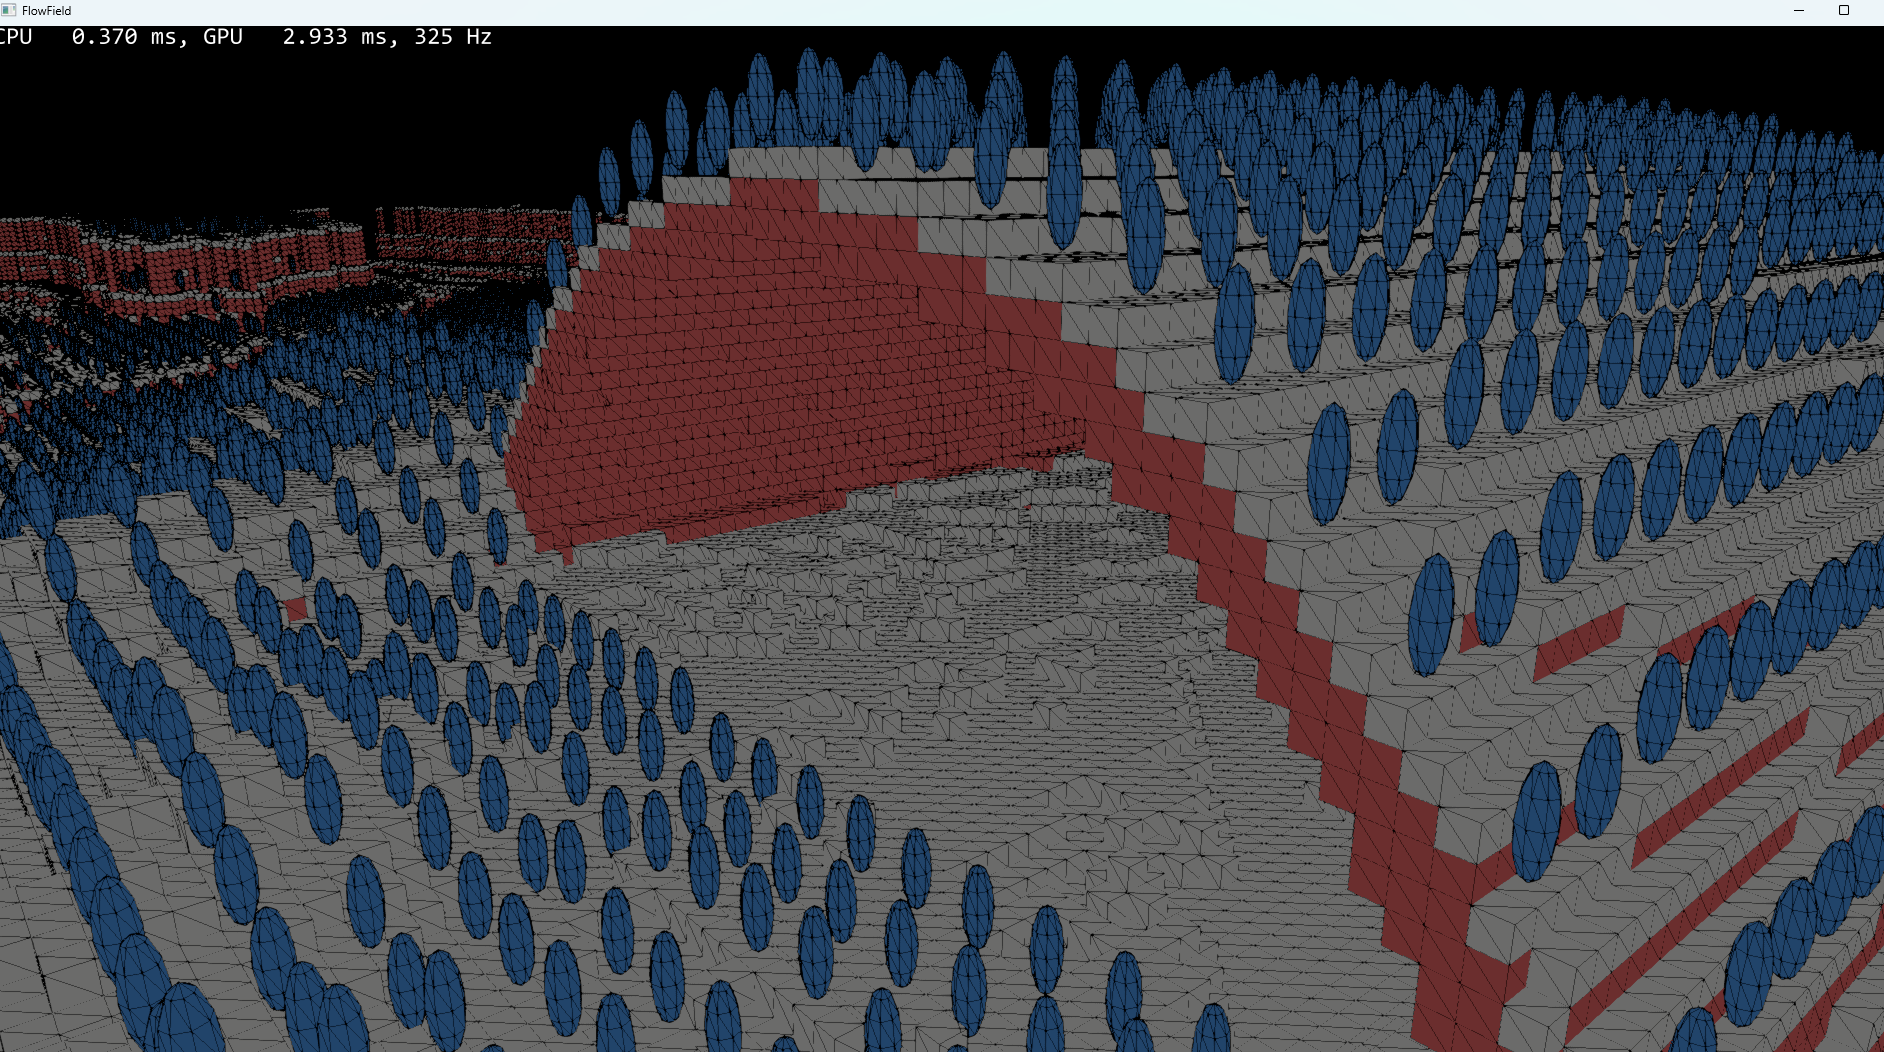 FlowField
CPU 0.370 ms, GPU 2.933 ms, 325 Hz